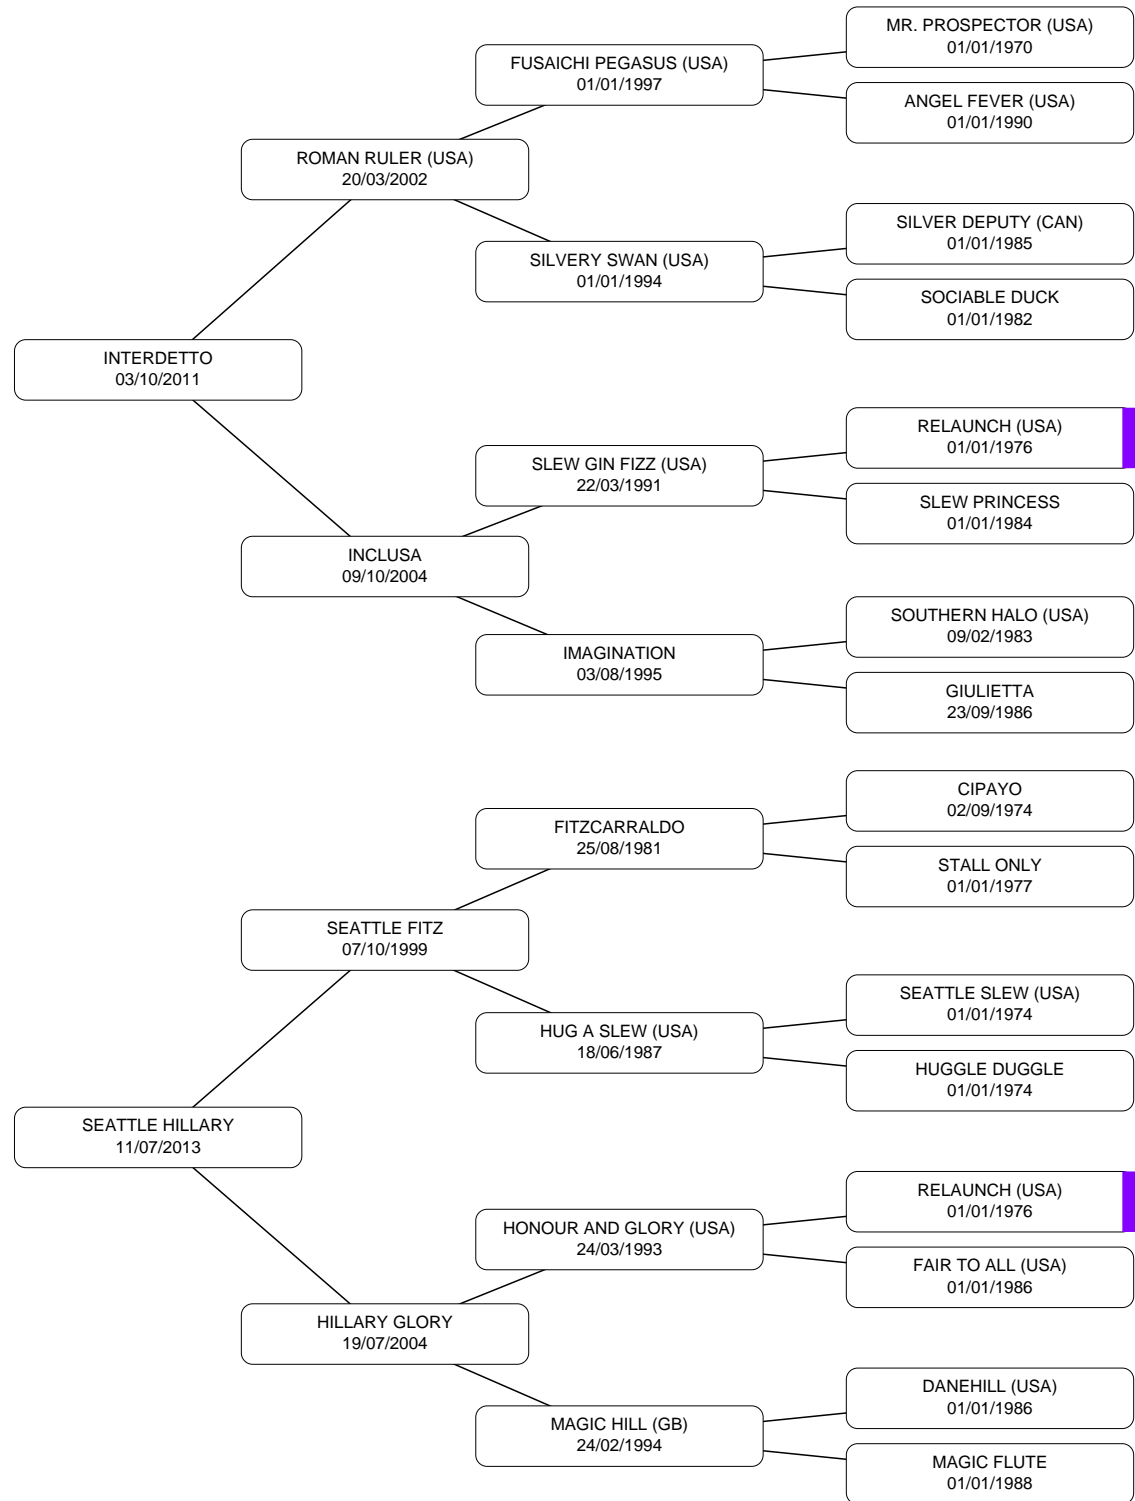 MR. PROSPECTOR (USA)
01/01/1970
FUSAICHI PEGASUS (USA)
01/01/1997
ANGEL FEVER (USA)
01/01/1990
ROMAN RULER (USA)
20/03/2002
SILVER DEPUTY (CAN)
01/01/1985
SILVERY SWAN (USA)
01/01/1994
SOCIABLE DUCK
01/01/1982
INTERDETTO
03/10/2011
RELAUNCH (USA)
01/01/1976
SLEW GIN FIZZ (USA)
22/03/1991
SLEW PRINCESS
01/01/1984
INCLUSA
09/10/2004
SOUTHERN HALO (USA)
09/02/1983
IMAGINATION
03/08/1995
GIULIETTA
23/09/1986
CIPAYO
02/09/1974
FITZCARRALDO
25/08/1981
STALL ONLY
01/01/1977
SEATTLE FITZ
07/10/1999
SEATTLE SLEW (USA)
01/01/1974
HUG A SLEW (USA)
18/06/1987
HUGGLE DUGGLE
01/01/1974
SEATTLE HILLARY
11/07/2013
RELAUNCH (USA)
01/01/1976
HONOUR AND GLORY (USA)
24/03/1993
FAIR TO ALL (USA)
01/01/1986
HILLARY GLORY
19/07/2004
DANEHILL (USA)
01/01/1986
MAGIC HILL (GB)
24/02/1994
MAGIC FLUTE
01/01/1988